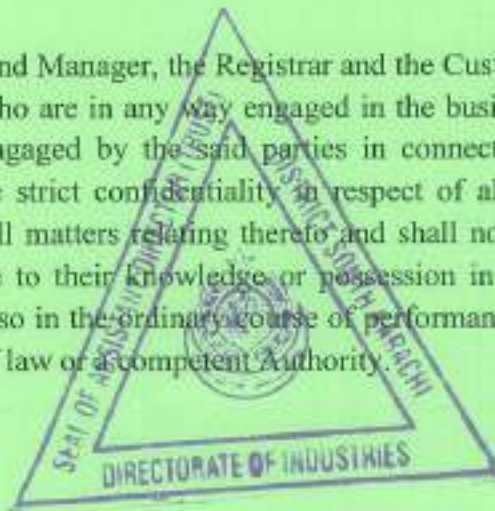 nd Manager, the Registrar and the Cust
ho are in any way engaged in the busi
ngaged by the said parties in connect
e strict confidentiality in respect of al
ll matters relating thereto and shall no
e to their knowledge or possession in
so in the ordinary course of performan
f law or a competent Authority.
SEAL OF ASSISTANT DIRECTOR (TRUST)
DISTRICT SOUTH KARACHI
DIRECTORATE OF INDUSTRIES